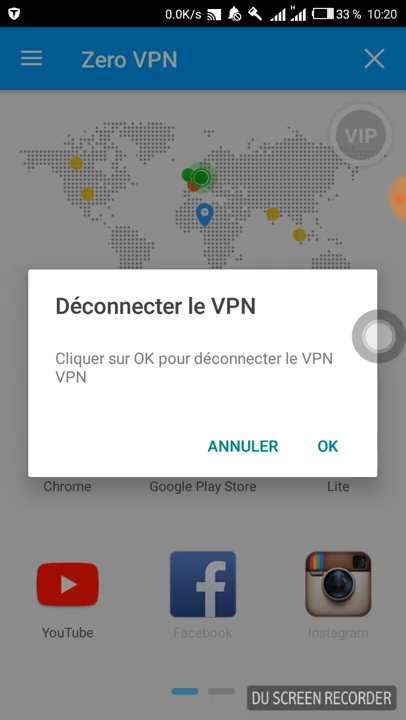 0.0K/s H 33 % 10:20
Zero VPN
VIP
Déconnecter le VPN
Cliquer sur OK pour déconnecter le VPN
VPN
ANNULER OK
Chrome Google Play Store Lite
YouTube Facebook Instagram
DU SCREEN RECORDER